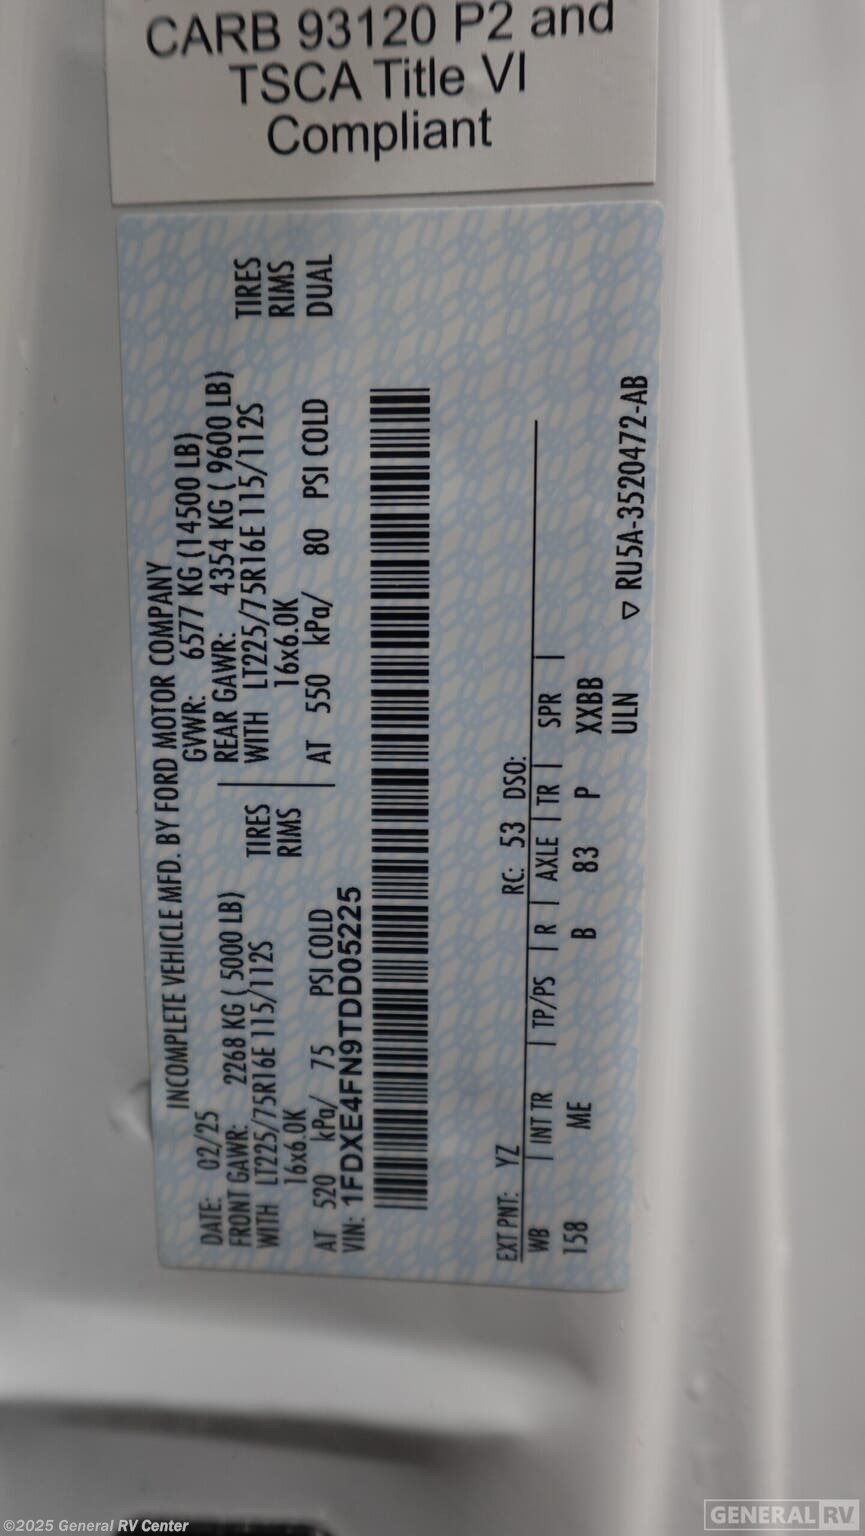 CARB 93120 P2 and
TSCA Title VI
Compliant
INCOMPLETE VEHICLE MFD. BY FORD MOTOR COMPANY
DATE: 02/25 GVWR: 6577 KG (14500 LB)
FRONT GAWR: 2268 KG ( 5000 LB) REAR GAWR: 4354 KG ( 9600 LB)
WITH LT225/75R16E 115/112S TIRES WITH LT225/75R16E 115/112S TIRES
16x6.0K RIMS 16x6.0K RIMS
AT 520 kPa/ 75 PSI COLD AT 550 kPa/ 80 PSI COLD DUAL
VIN: 1FDXE4FN9TDD05225
EXT PNT: YZ RC: 53 DSO:
WB | INT TR | TP/PS | R | AXLE | TR | SPR |
158 ME B 83 P XXBB
ULN
▽ RU5A-3520472-AB
©2025 General RV Center
GENERAL RV